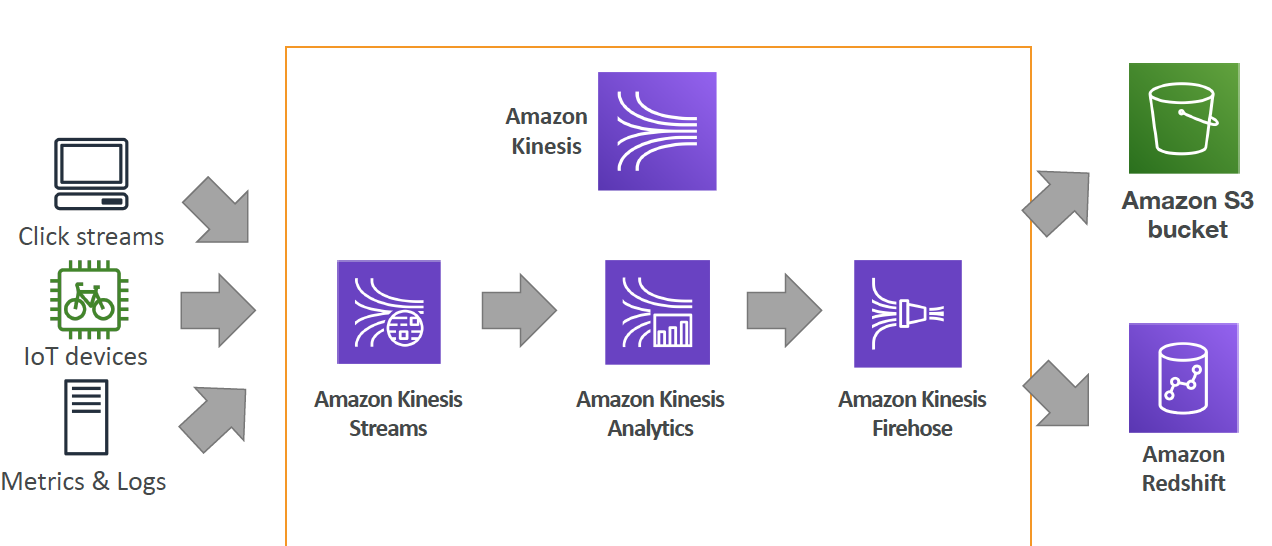 Amazon
Kinesis
Click streams
IoT devices
Metrics & Logs
Amazon Kinesis
Streams
Amazon Kinesis
Analytics
Amazon Kinesis
Firehose
Amazon S3
bucket
Amazon
Redshift